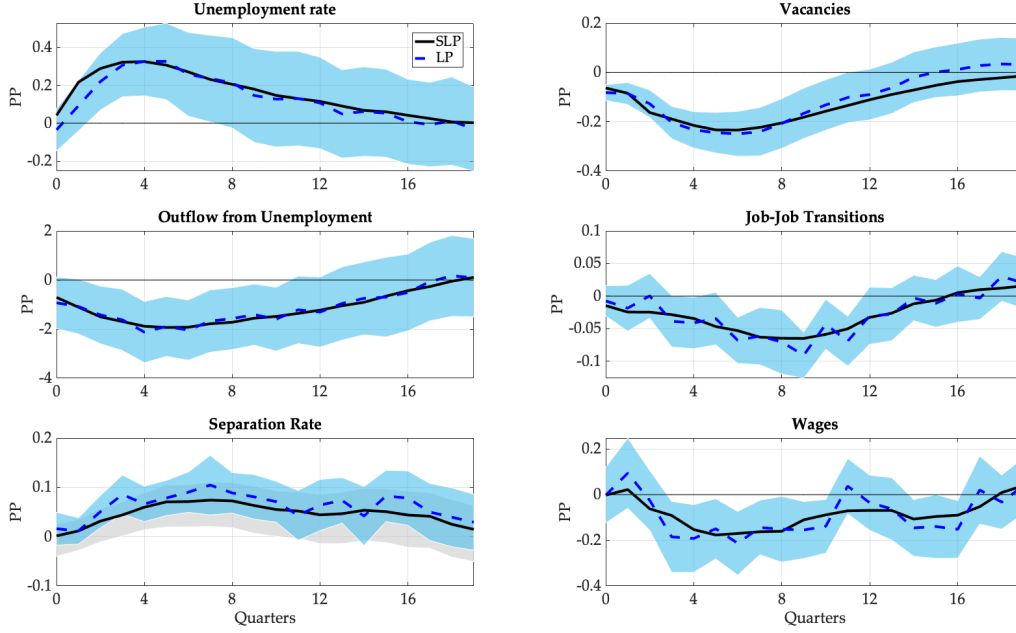 Unemployment rate
PP
0.4
0.2
0
-0.2
0 4 8 12 16
SLP
LP
Vacancies
PP
0.2
0
-0.2
-0.4
0 4 8 12 16
Outflow from Unemployment
PP
2
0
-2
-4
0 4 8 12 16
Job-Job Transitions
PP
0.1
0.05
0
-0.05
-0.1
0 4 8 12 16
Separation Rate
PP
0.2
0.1
0
-0.1
0 4 8 12 16
Quarters
Wages
PP
0.2
0
-0.2
-0.4
0 4 8 12 16
Quarters